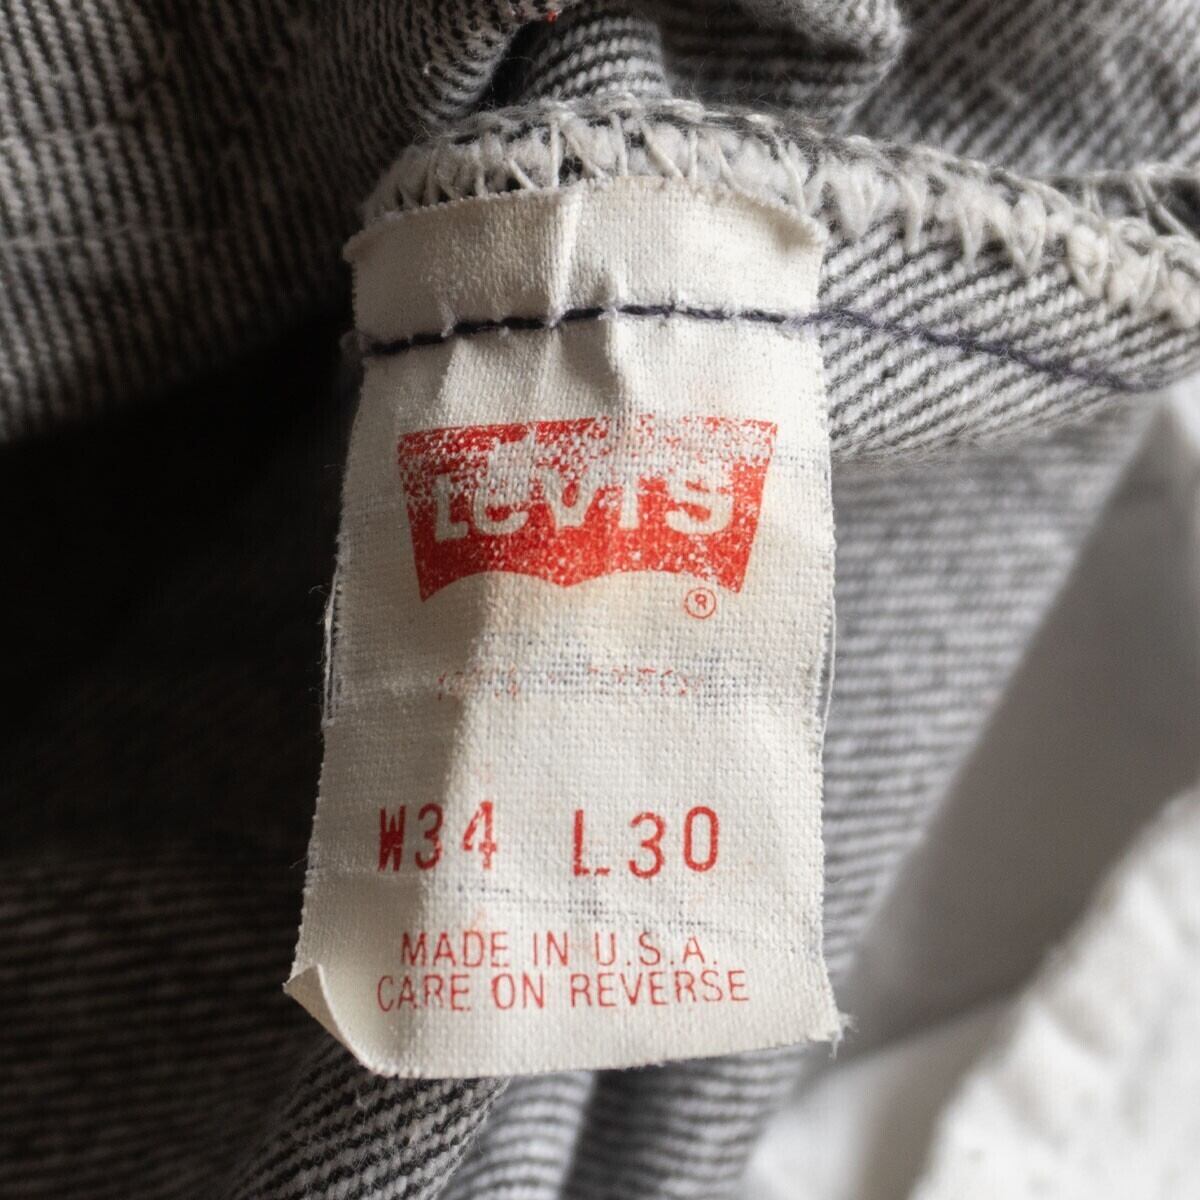 Levi's
®
W34 L30
MADE IN U.S.A.
CARE ON REVERSE